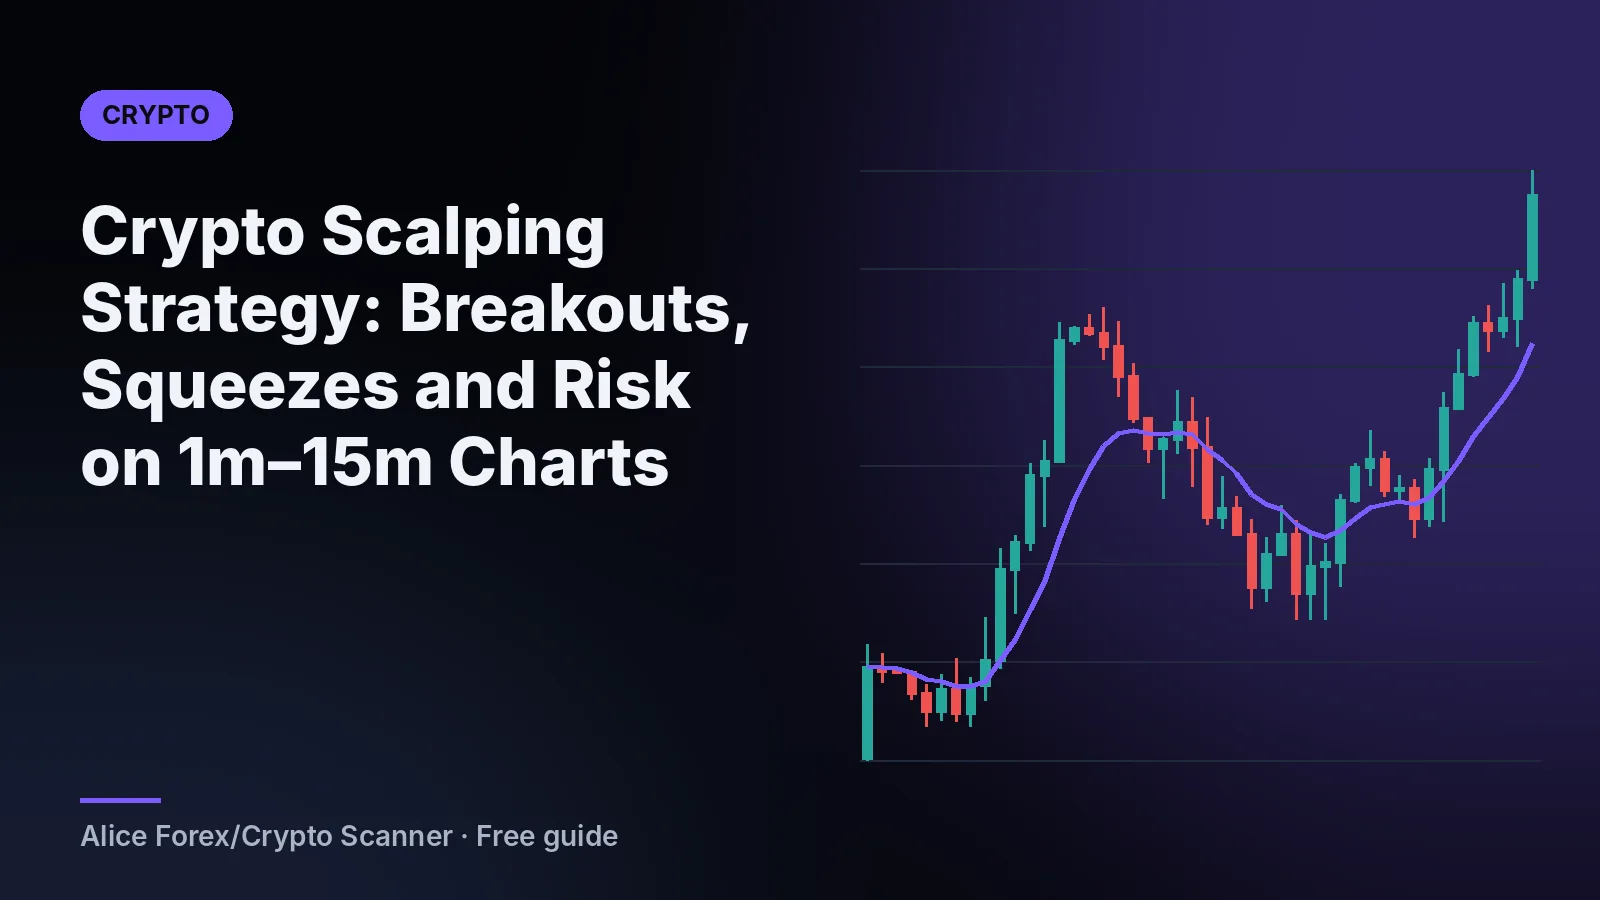 CRYPTO
Crypto Scalping
Strategy: Breakouts,
Squeezes and Risk
on 1m–15m Charts
Alice Forex/Crypto Scanner · Free guide